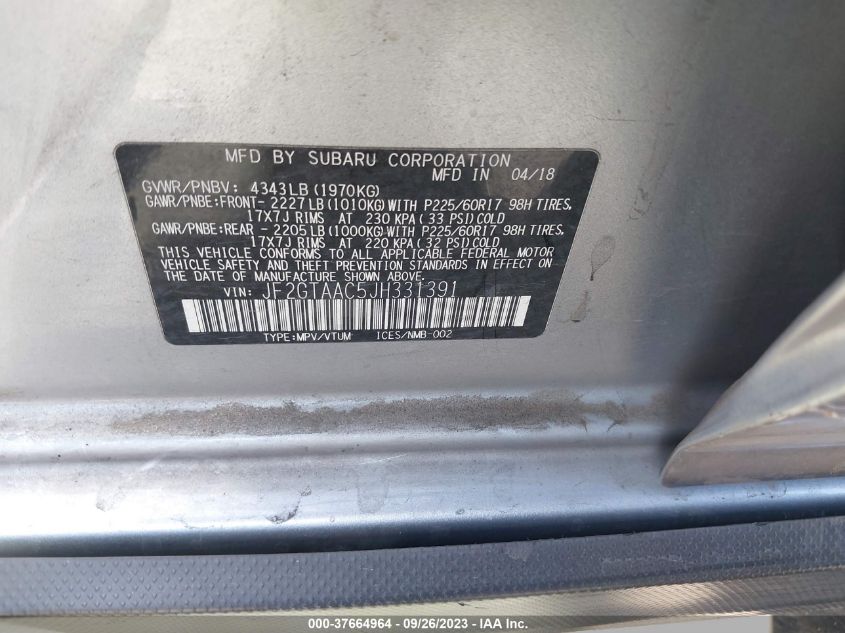 MFD BY SUBARU CORPORATION
MFD IN 04/18
GVWR/PNBV: 4343LB (1970KG)
GAWR/PNBE:FRONT- 2227LB (1010KG) WITH P225/60R17 98H TIRES,
17X7J RIMS AT 230 KPA (33 PSI) COLD
GAWR/PNBE:REAR - 2205LB (1000KG) WITH P225/60R17 98H TIRES,
17X7J RIMS AT 220 KPA (32 PSI) COLD
THIS VEHICLE CONFORMS TO ALL APPLICABLE FEDERAL MOTOR
VEHICLE SAFETY AND THEFT PREVENTION STANDARDS IN EFFECT
ON THE DATE OF MANUFACTURE SHOWN ABOVE.
VIN: JF2GTAAC5JH331391
TYPE:MPV/VTUM ICES/NMB-002
000-37664964 - 09/26/2023 - IAA Inc.